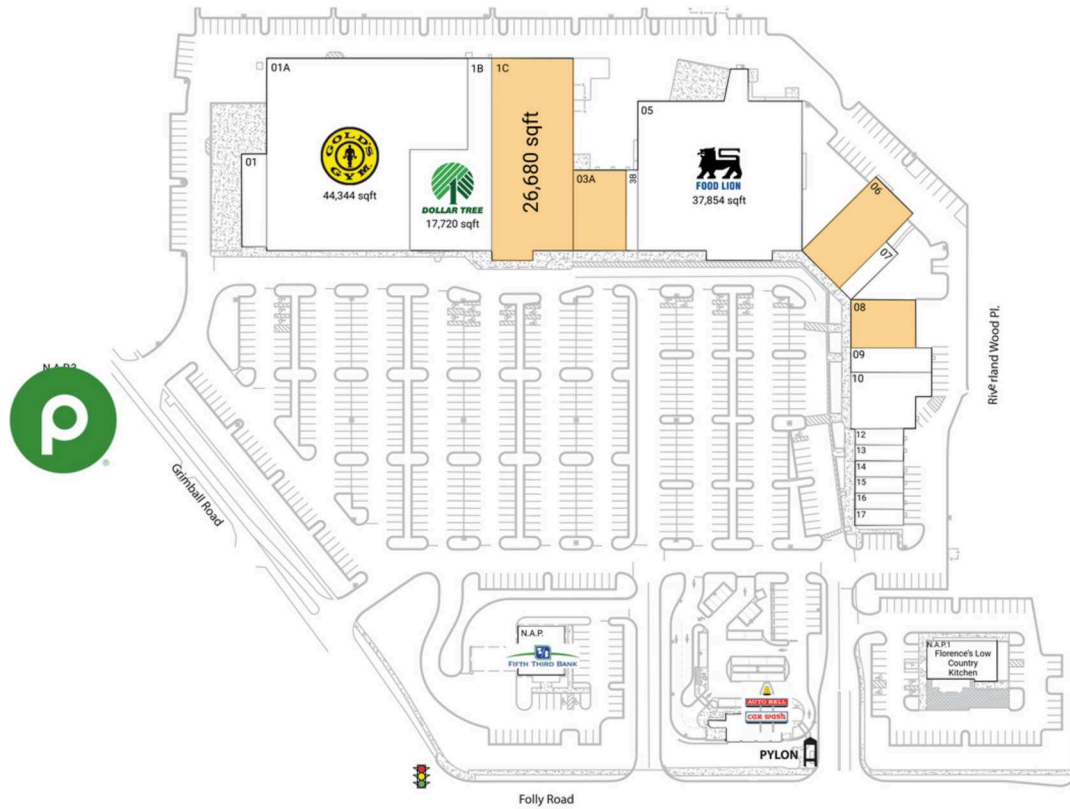 01A
1B
1C
05
01
GOLD'S
GYM
44,344 sqft
DOLLAR TREE
17,720 sqft
26,680 sqft
03A
3B
FOOD LION
37,854 sqft
06
07
08
09
10
12
13
14
15
16
17
Riverland Wood Pl.
p
Grimball Road
N.A.P.
FIFTH THIRD BANK
AUTO BELL
car wash
PYLON
N.A.P.1
Florence's Low
Country
Kitchen
Folly Road